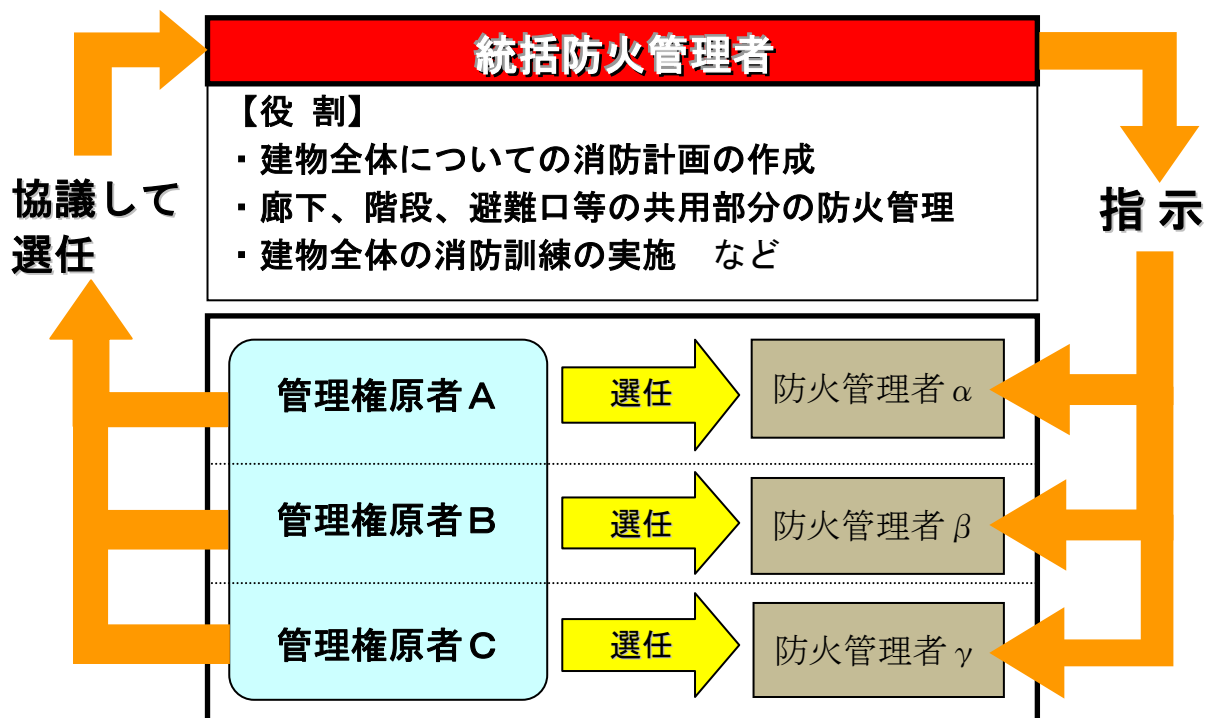 統括防火管理者
【役 割】
・建物全体についての消防計画の作成
・廊下、階段、避難口等の共用部分の防火管理
・建物全体の消防訓練の実施　など
協議して
選任
指 示
管理権原者A
選任
防火管理者 α
管理権原者B
選任
防火管理者 β
管理権原者C
選任
防火管理者 γ